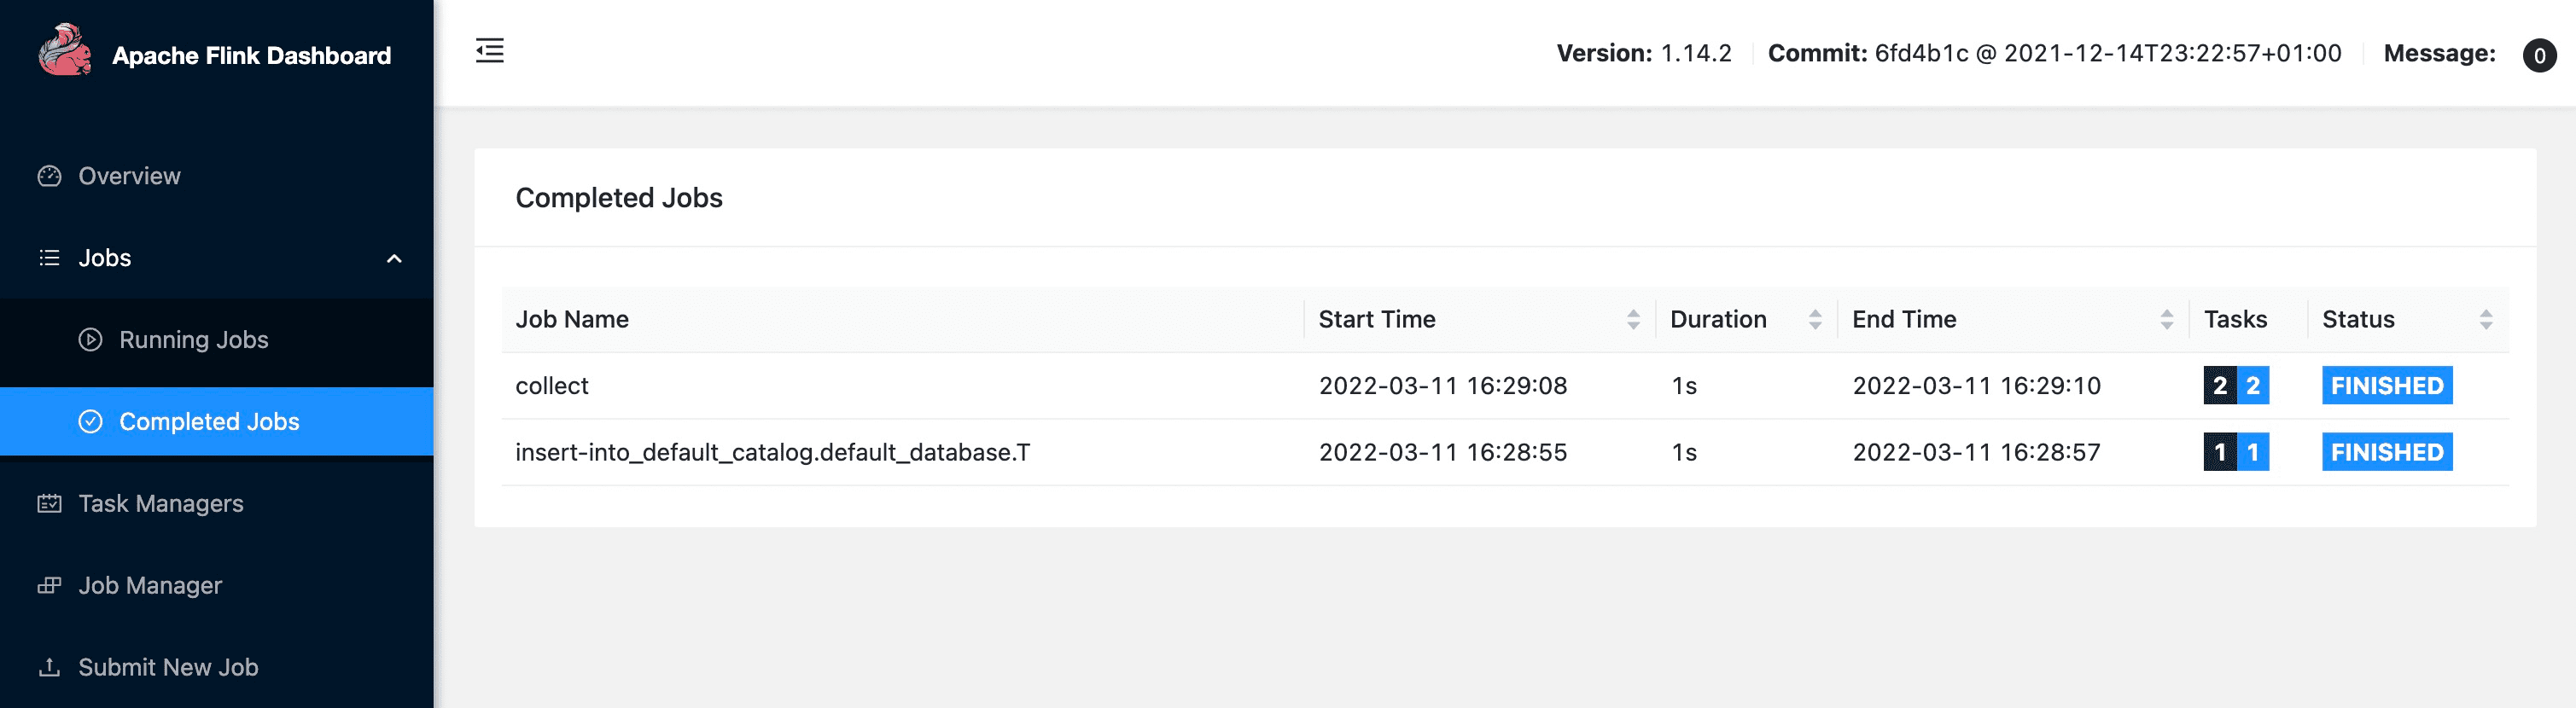 Apache Flink Dashboard
Version: 1.14.2 Commit: 6fd4b1c @ 2021-12-14T23:22:57+01:00 Message: 0
Overview
Jobs
Running Jobs
Completed Jobs
Task Managers
Job Manager
Submit New Job
Completed Jobs
Job Name Start Time Duration End Time Tasks Status
collect 2022-03-11 16:29:08 1s 2022-03-11 16:29:10 2 2 FINISHED
insert-into_default_catalog.default_database.T 2022-03-11 16:28:55 1s 2022-03-11 16:28:57 1 1 FINISHED